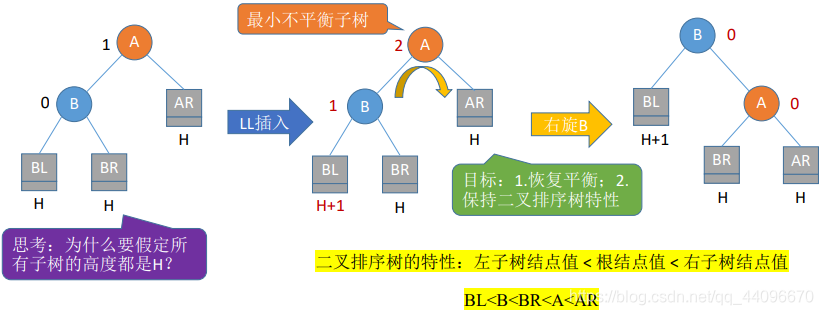 最小不平衡子树
1
A
0
B
AR
H
BL
BR
H
H
思考：为什么要假定所
有子树的高度都是H？
LL插入
2
A
1
B
AR
H
BL
BR
H+1
H
目标：1.恢复平衡；2.
保持二叉排序树特性
右旋B
B
0
BL
H+1
A
0
BR
AR
H
H
二叉排序树的特性：左子树结点值 < 根结点值 < 右子树结点值
BL<B<BR<A<AR
https://blog.csdn.net/qq_44096670